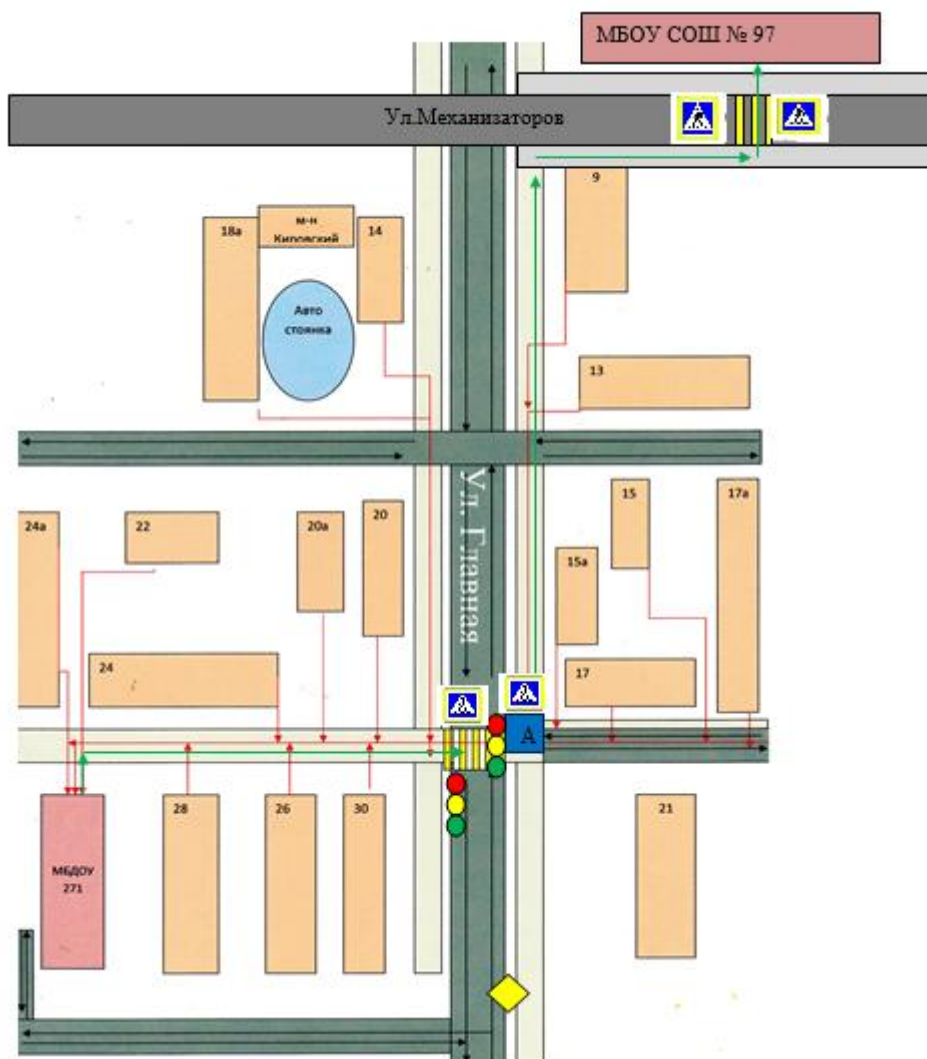 МБОУ СОШ № 97
Ул.Механизаторов
9
18а
м-н
Кировский
14
Авто
стоянка
13
Ул. Главная
24а
22
20а
20
15
17а
15а
24
17
А
28
26
30
21
МБДОУ
271